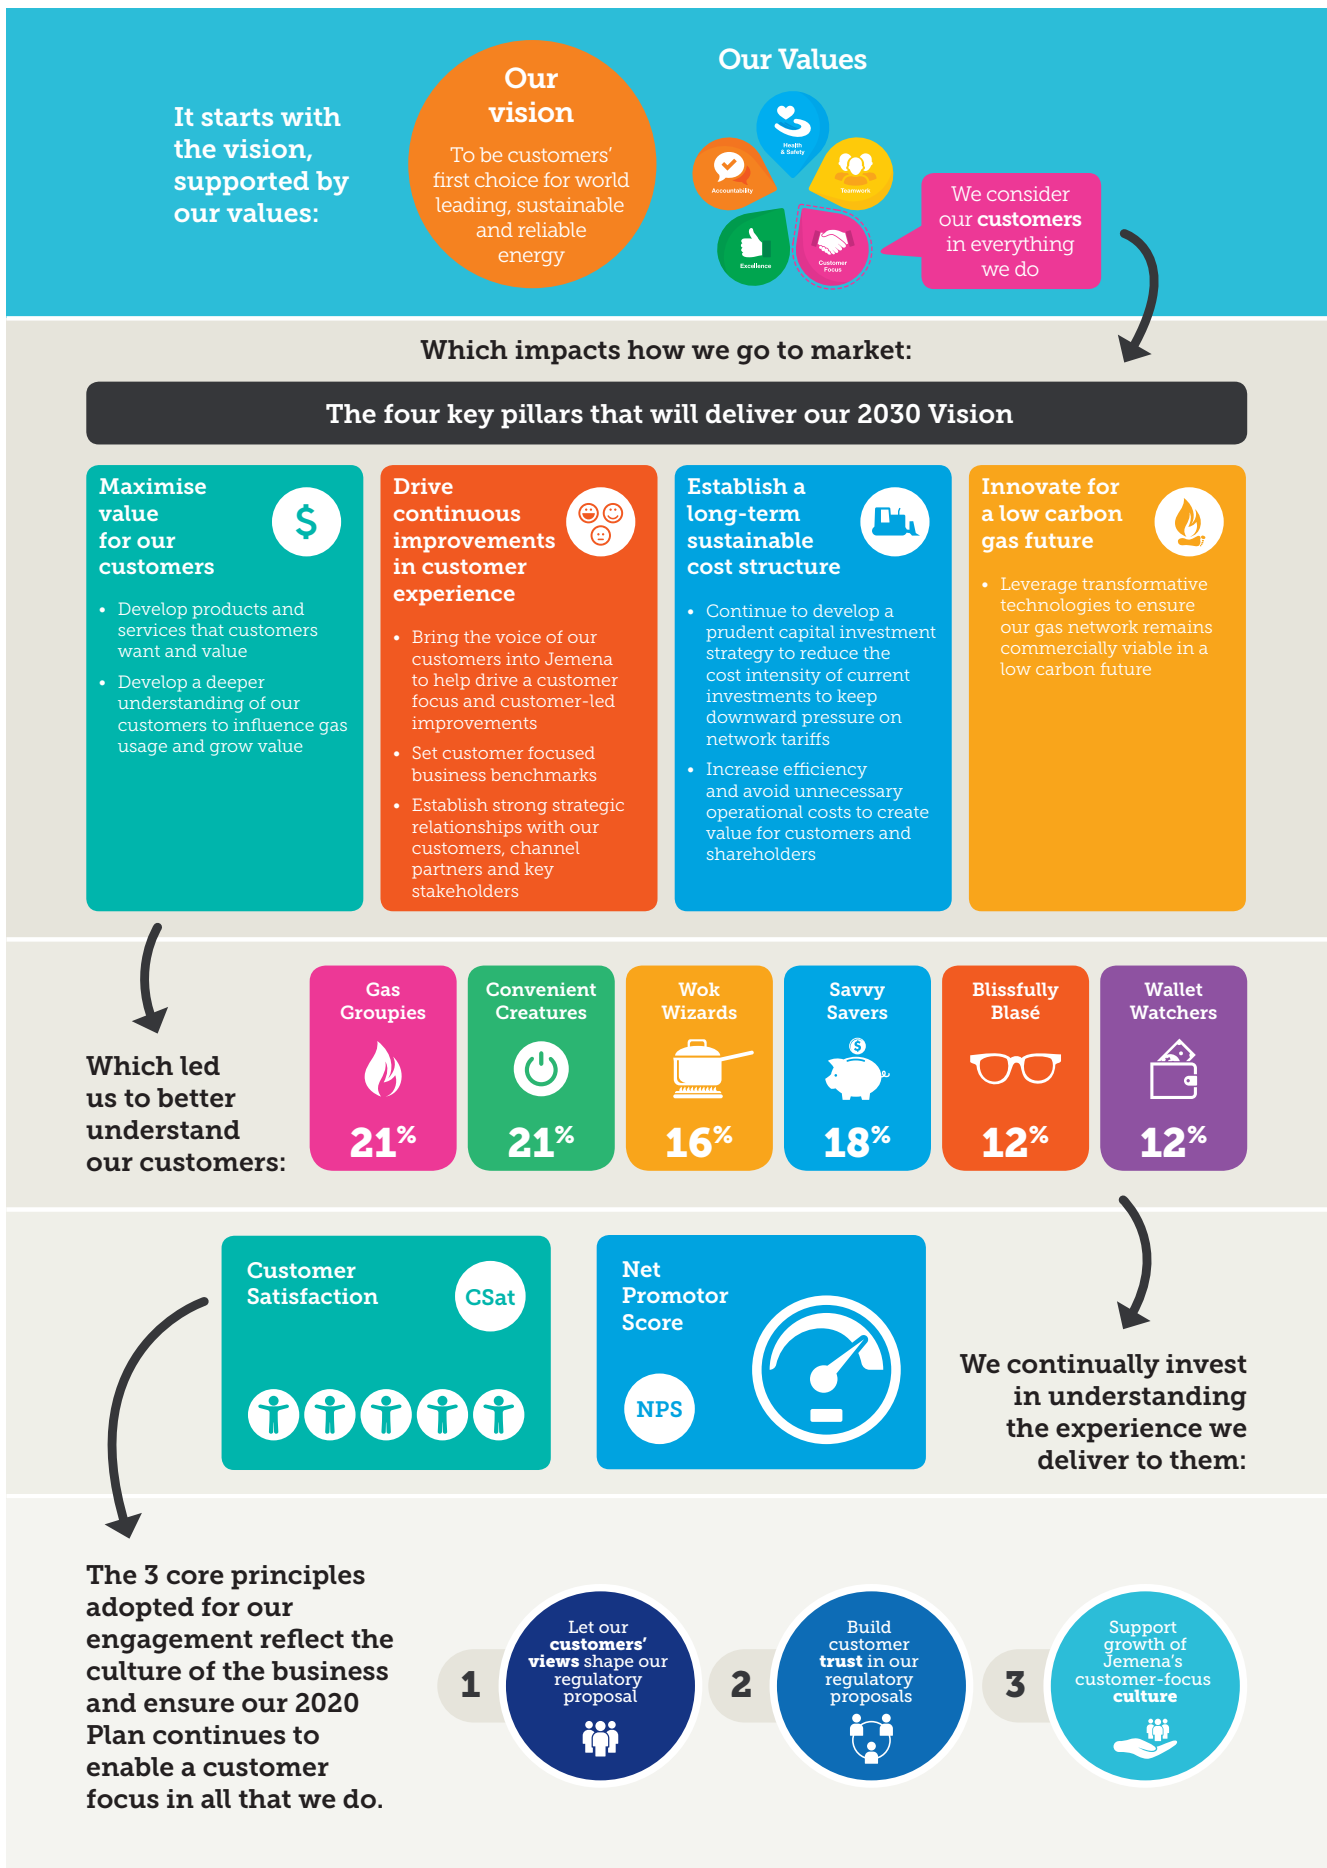 It starts with
the vision,
supported by
our values:
Our
vision
To be customers'
first choice for world
leading, sustainable
and reliable
energy
Our Values
Health
& Safety
Accountability
Teamwork
Excellence
Customer
Focus
We consider
our customers
in everything
we do
Which impacts how we go to market:
The four key pillars that will deliver our 2030 Vision
Maximise
value
for our
customers
$
• Develop products and
services that customers
want and value
• Develop a deeper
understanding of our
customers to influence gas
usage and grow value
Drive
continuous
improvements
in customer
experience
• Bring the voice of our
customers into Jemena
to help drive a customer
focus and customer-led
improvements
• Set customer focused
business benchmarks
• Establish strong strategic
relationships with our
customers, channel
partners and key
stakeholders
Establish a
long-term
sustainable
cost structure
• Continue to develop a
prudent capital investment
strategy to reduce the
cost intensity of current
investments to keep
downward pressure on
network tariffs
• Increase efficiency
and avoid unnecessary
operational costs to create
value for customers and
shareholders
Innovate for
a low carbon
gas future
• Leverage transformative
technologies to ensure
our gas network remains
commercially viable in a
low carbon future
Which led
us to better
understand
our customers:
Gas
Groupies
21%
Convenient
Creatures
21%
Wok
Wizards
16%
Savvy
Savers
$
18%
Blissfully
Blasé
12%
Wallet
Watchers
12%
Customer
Satisfaction
CSat
Net
Promotor
Score
NPS
We continually invest
in understanding
the experience we
deliver to them:
The 3 core principles
adopted for our
engagement reflect the
culture of the business
and ensure our 2020
Plan continues to
enable a customer
focus in all that we do.
1
Let our
customers'
views shape our
regulatory
proposal
2
Build
customer
trust in our
regulatory
proposals
3
Support
growth of
Jemena's
customer-focus
culture